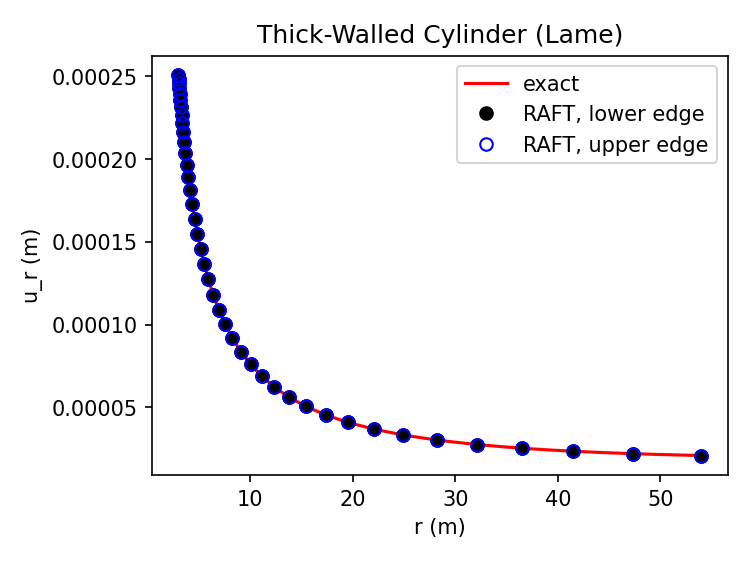 Thick-Walled Cylinder (Lame)
0.00025
0.00020
0.00015
0.00010
0.00005
u_r (m)
exact
RAFT, lower edge
RAFT, upper edge
10
20
30
40
50
r (m)